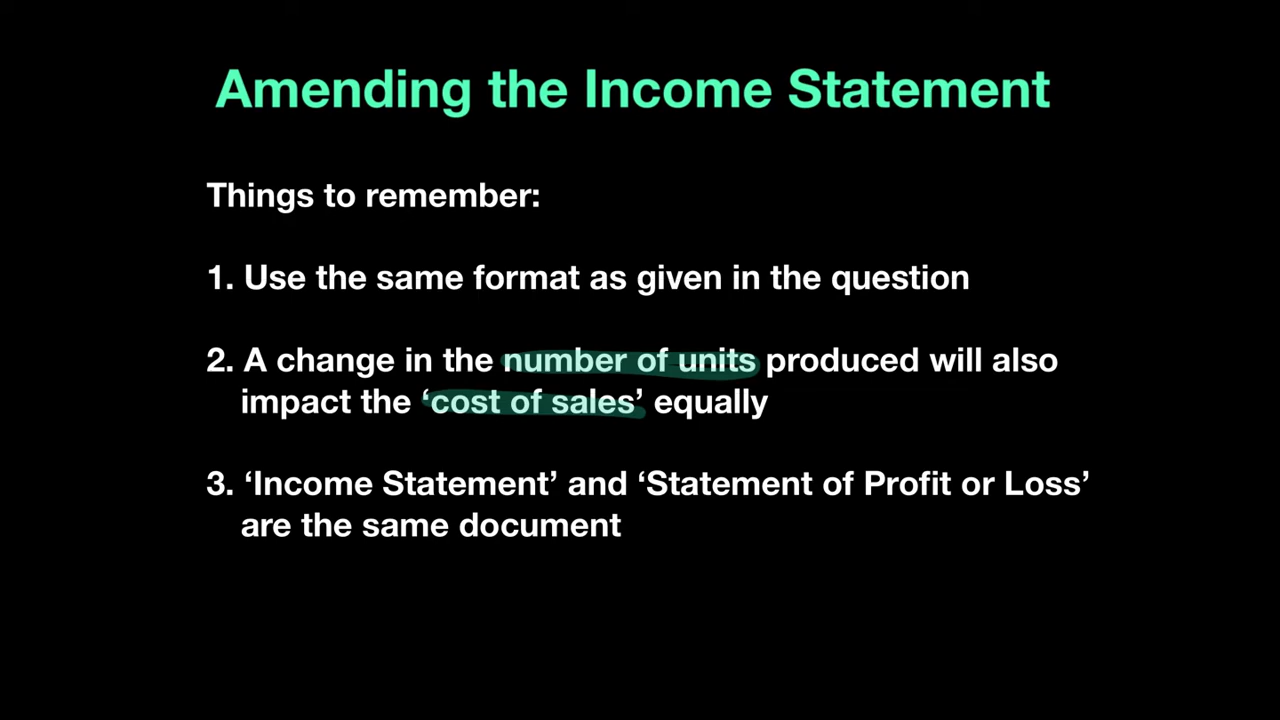 Amending the Income Statement
Things to remember:
1. Use the same format as given in the question
2. A change in the number of units produced will also
impact the ‘cost of sales’ equally
3. ‘Income Statement’ and ‘Statement of Profit or Loss’
are the same document